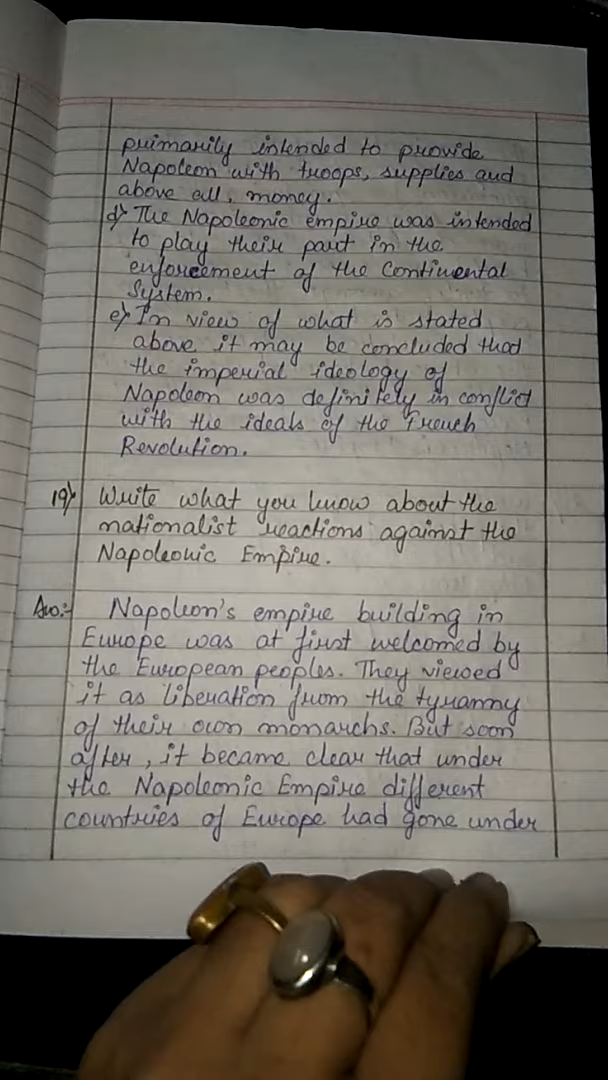 primarily intended to provide
Napoleon with troops, supplies and
above all, money.
d) The Napoleonic empire was intended
to play their part in the
enforcement of the Continental
System.
e) In view of what is stated
above it may be concluded that
the imperial ideology of
Napoleon was definitely in conflict
with the ideals of the French
Revolution.
19) Write what you know about the
nationalist reactions against the
Napoleonic Empire.
Ans:- Napoleon's empire building in
Europe was at first welcomed by
the European peoples. They viewed
it as liberation from the tyranny
of their own monarchs. But soon
after, it became clear that under
the Napoleonic Empire different
countries of Europe had gone under